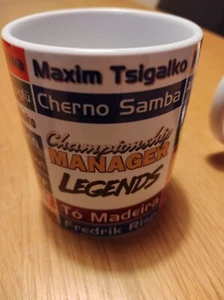 Maxim Tsigalko
Cherno Samba
Championship
MANAGER
LEGENDS
Tó Madeira
Fredrik